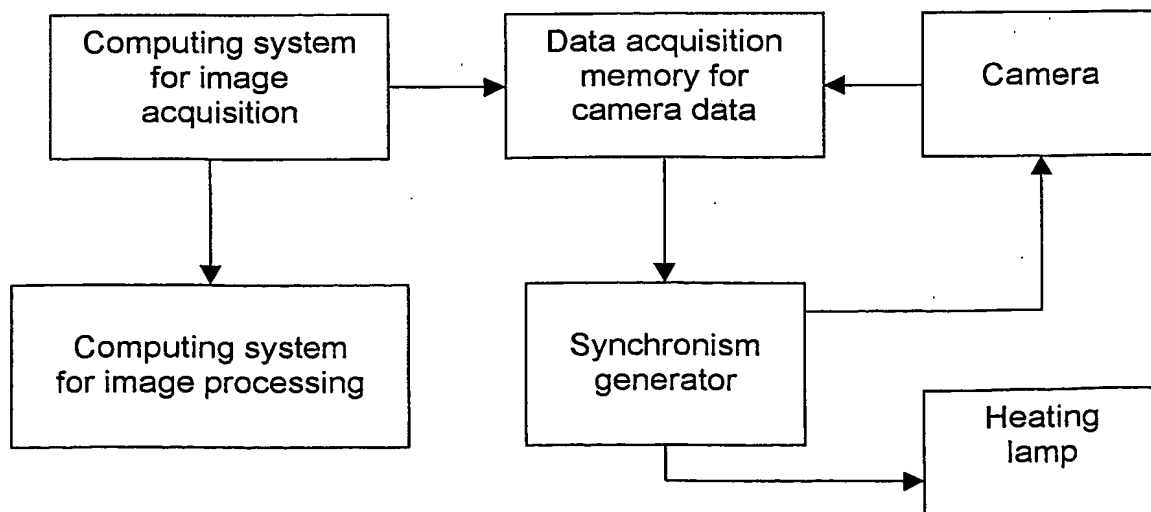 Computing system
for image
acquisition
Data acquisition
memory for
camera data
Camera
Computing system
for image processing
Synchronism
generator
Heating
lamp